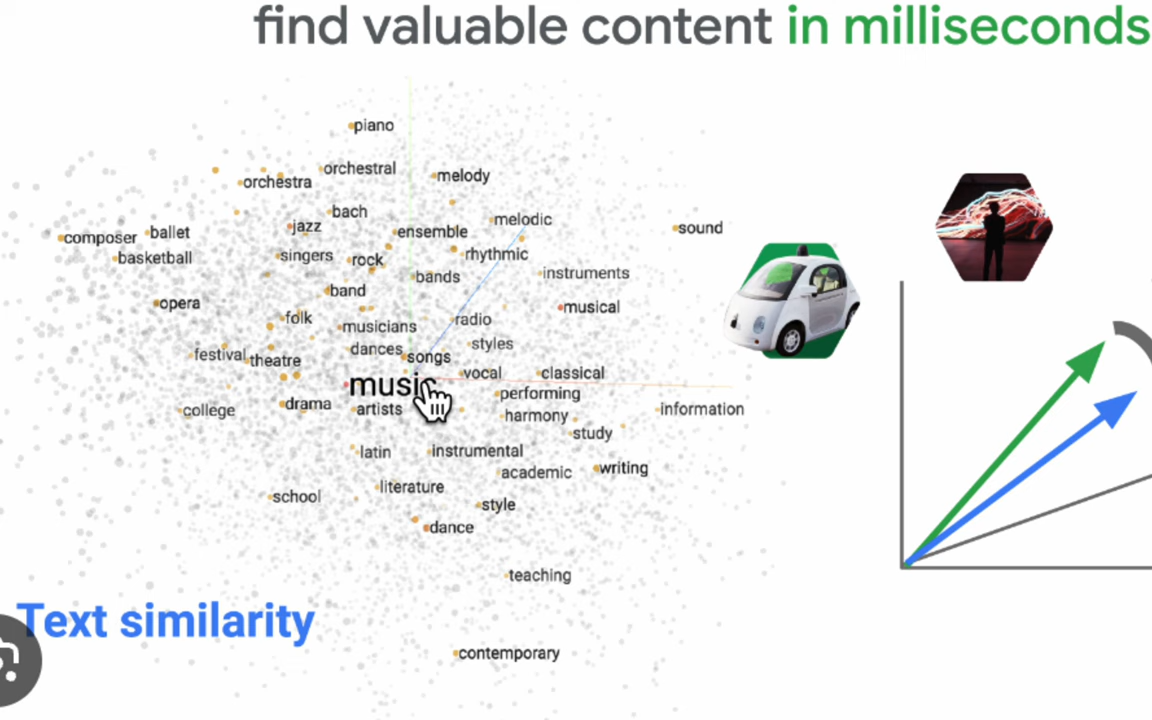 find valuable content in milliseconds
piano
orchestral
orchestra
melody
bach
jazz
melodic
composer
ballet
ensemble
sound
basketball
singers
rock
rhythmic
bands
instruments
band
opera
musical
folk
musicians
radio
dances
songs
styles
festival
theatre
music
vocal
classical
performing
college
drama
artists
harmony
information
study
latin
instrumental
academic
writing
school
literature
style
dance
teaching
Text similarity
contemporary